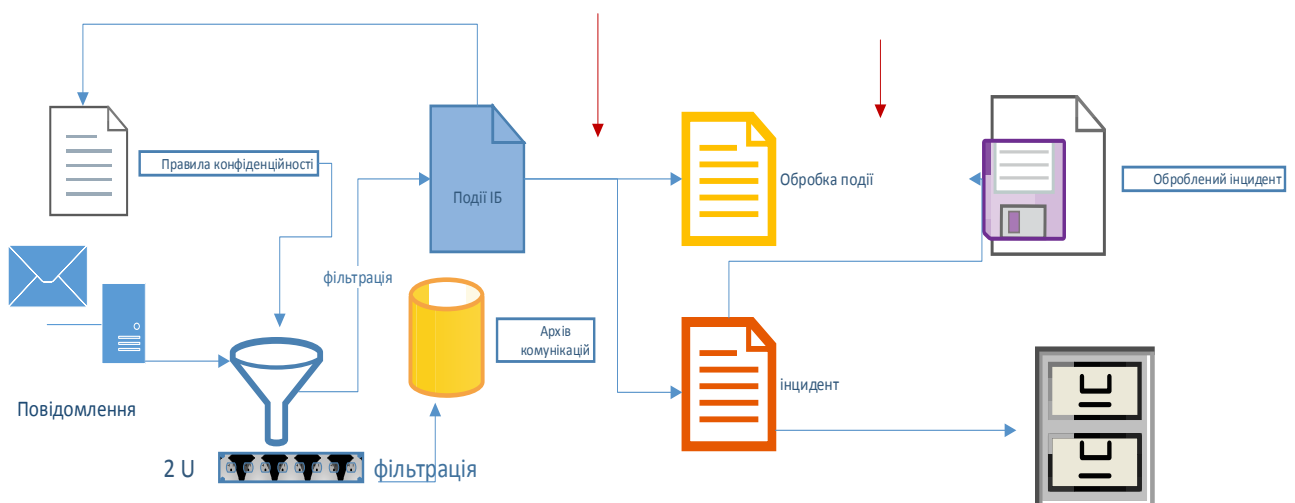 Правила конфіденційності
Події ІБ
Обробка події
Оброблений інцидент
фільтрація
Архів
комунікацій
інцидент
Повідомлення
2 U
фільтрація